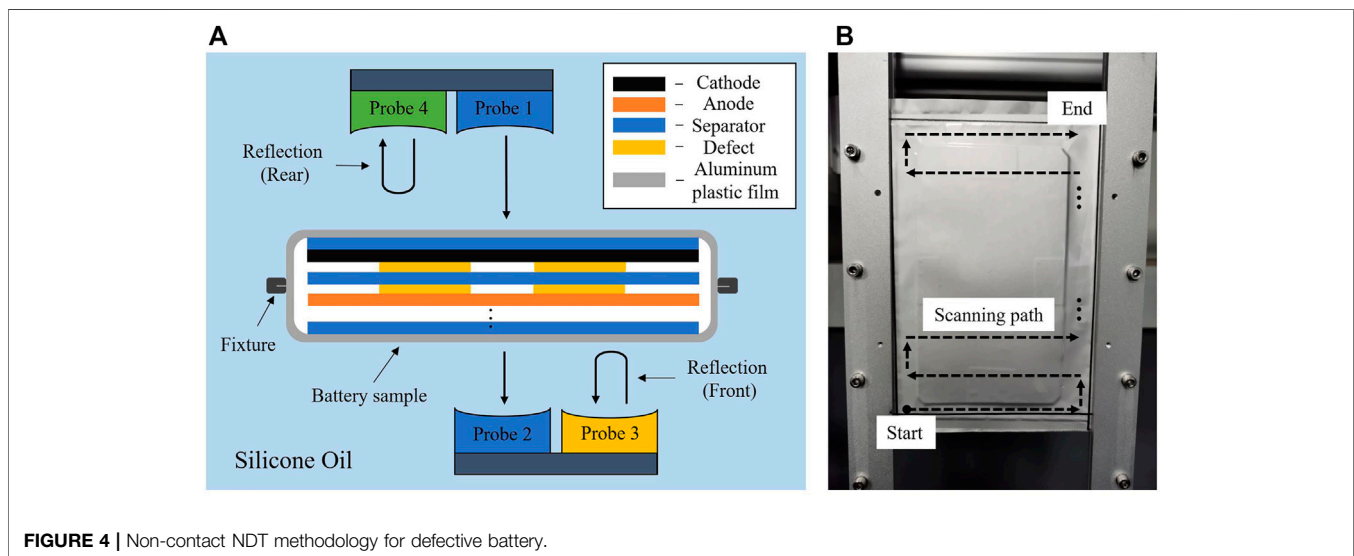 A
Probe 4
Probe 1
Reflection
(Rear)
– Cathode
– Anode
– Separator
– Defect
– Aluminum
plastic film
Fixture
Battery sample
Reflection
(Front)
Probe 2
Probe 3
Silicone Oil
B
End
Scanning path
Start
FIGURE 4 | Non-contact NDT methodology for defective battery.